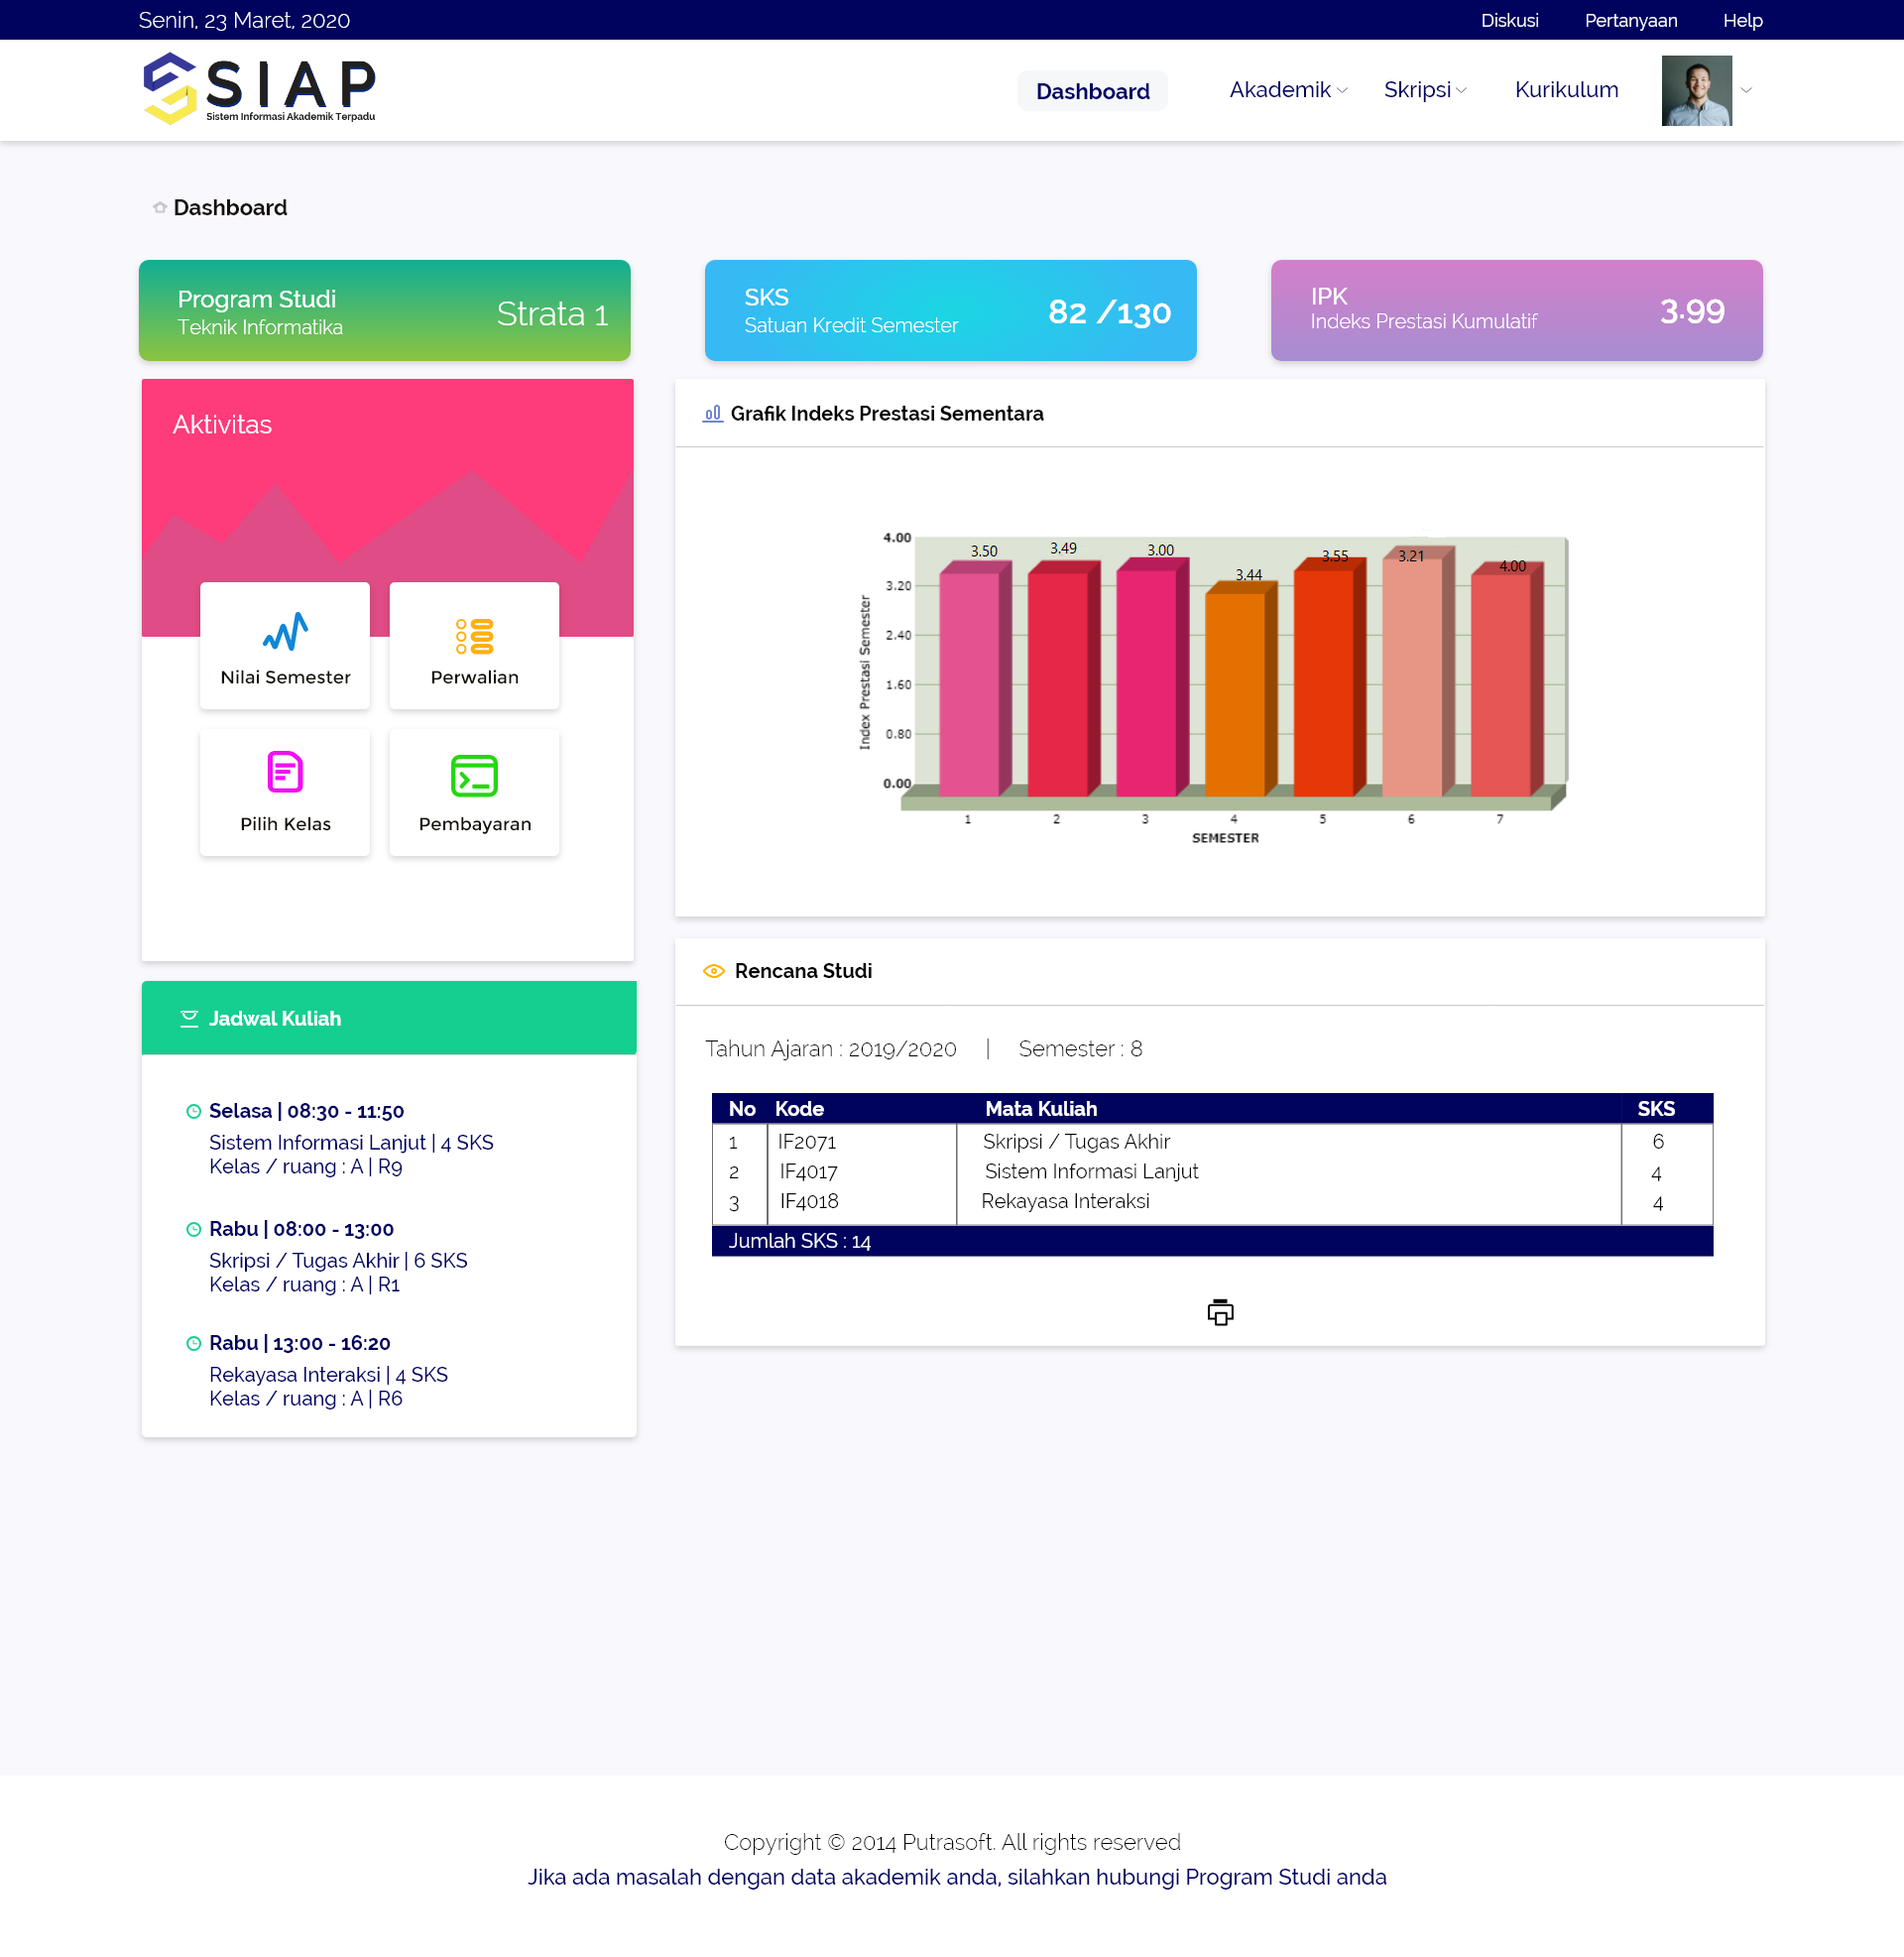 Senin, 23 Maret, 2020
Diskusi Pertanyaan Help
SIAP
Sistem Informasi Akademik Terpadu
Dashboard Akademik Skripsi Kurikulum
Dashboard
Program Studi
Teknik Informatika
Strata 1
SKS
Satuan Kredit Semester
82 /130
IPK
Indeks Prestasi Kumulatif
3.99
Aktivitas
Nilai Semester
Perwalian
Pilih Kelas
Pembayaran
Grafik Indeks Prestasi Sementara
Index Prestasi Semester
4.00
3.20
2.40
1.60
0.80
0.00
3.50 3.49 3.00 3.44 3.55 3.21 4.00
1 2 3 4 5 6 7
SEMESTER
Jadwal Kuliah
Selasa | 08:30 - 11:50
Sistem Informasi Lanjut | 4 SKS
Kelas / ruang : A | R9
Rabu | 08:00 - 13:00
Skripsi / Tugas Akhir | 6 SKS
Kelas / ruang : A | R1
Rabu | 13:00 - 16:20
Rekayasa Interaksi | 4 SKS
Kelas / ruang : A | R6
Rencana Studi
Tahun Ajaran : 2019/2020 | Semester : 8
No Kode Mata Kuliah SKS
1 IF2071 Skripsi / Tugas Akhir 6
2 IF4017 Sistem Informasi Lanjut 4
3 IF4018 Rekayasa Interaksi 4
Jumlah SKS : 14
Copyright © 2014 Putrasoft. All rights reserved
Jika ada masalah dengan data akademik anda, silahkan hubungi Program Studi anda